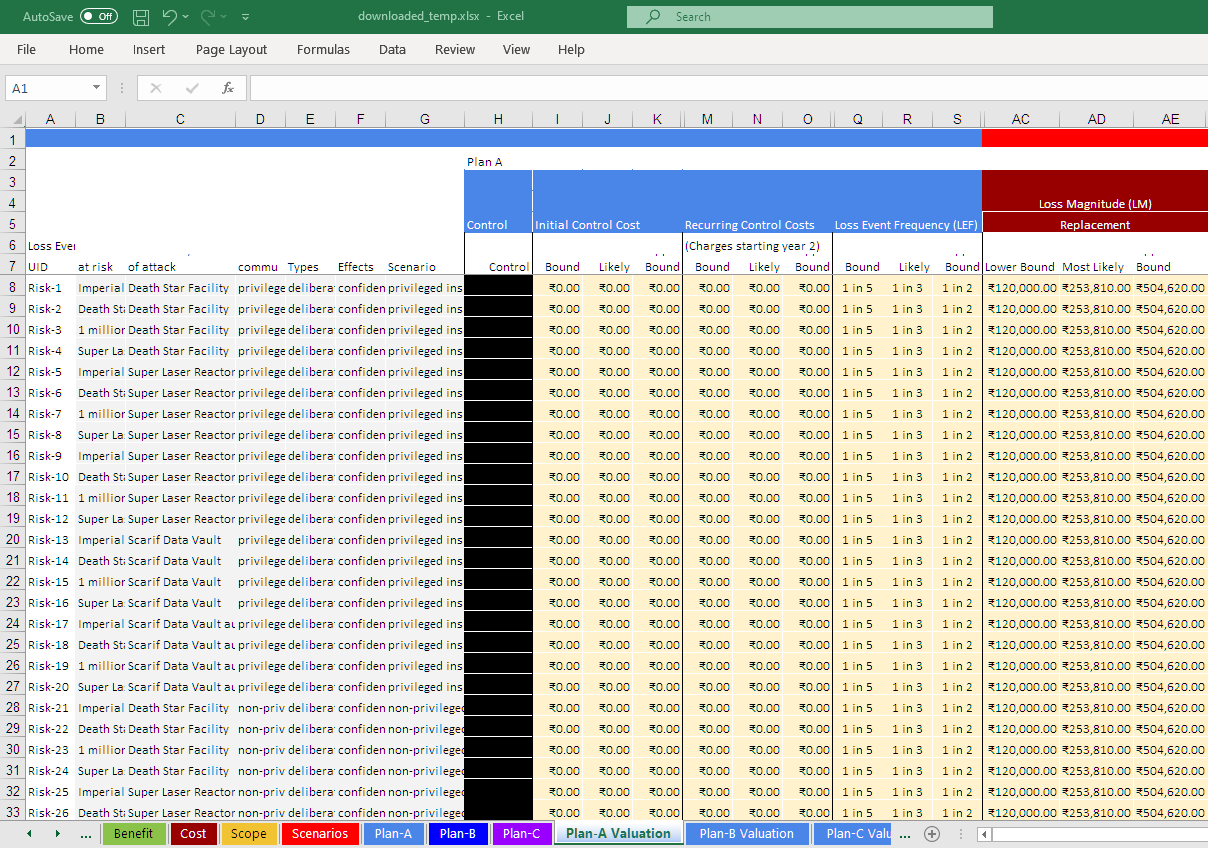 AutoSave Off downloaded_temp.xlsx - Excel Search
File Home Insert Page Layout Formulas Data Review View Help
A1 fx
A B C D E F G H I J K M N O Q R S AC AD AE
1
2 Plan A
3
4 Loss Magnitude (LM)
5 Control Initial Control Cost Recurring Control Costs Loss Event Frequency (LEF) Replacement
6 Loss Ever (Charges starting year 2)
7 UID at risk of attack commu Types Effects Scenario Control Bound Likely Bound Bound Likely Bound Bound Likely Bound Lower Bound Most Likely Bound
8 Risk-1 Imperial Death Star Facility privilege delibera confiden privileged ins ₹0.00 ₹0.00 ₹0.00 ₹0.00 ₹0.00 ₹0.00 1 in 5 1 in 3 1 in 2 ₹120,000.00 ₹253,810.00 ₹504,620.00
9 Risk-2 Death Sta Death Star Facility privilege delibera confiden privileged ins ₹0.00 ₹0.00 ₹0.00 ₹0.00 ₹0.00 ₹0.00 1 in 5 1 in 3 1 in 2 ₹120,000.00 ₹253,810.00 ₹504,620.00
10 Risk-3 1 million Death Star Facility privilege delibera confiden privileged ins ₹0.00 ₹0.00 ₹0.00 ₹0.00 ₹0.00 ₹0.00 1 in 5 1 in 3 1 in 2 ₹120,000.00 ₹253,810.00 ₹504,620.00
11 Risk-4 Super La Death Star Facility privilege delibera confiden privileged ins ₹0.00 ₹0.00 ₹0.00 ₹0.00 ₹0.00 ₹0.00 1 in 5 1 in 3 1 in 2 ₹120,000.00 ₹253,810.00 ₹504,620.00
12 Risk-5 Imperial Super Laser Reactor privilege delibera confiden privileged ins ₹0.00 ₹0.00 ₹0.00 ₹0.00 ₹0.00 ₹0.00 1 in 5 1 in 3 1 in 2 ₹120,000.00 ₹253,810.00 ₹504,620.00
13 Risk-6 Death Sta Super Laser Reactor privilege delibera confiden privileged ins ₹0.00 ₹0.00 ₹0.00 ₹0.00 ₹0.00 ₹0.00 1 in 5 1 in 3 1 in 2 ₹120,000.00 ₹253,810.00 ₹504,620.00
14 Risk-7 1 million Super Laser Reactor privilege delibera confiden privileged ins ₹0.00 ₹0.00 ₹0.00 ₹0.00 ₹0.00 ₹0.00 1 in 5 1 in 3 1 in 2 ₹120,000.00 ₹253,810.00 ₹504,620.00
15 Risk-8 Super La Super Laser Reactor privilege delibera confiden privileged ins ₹0.00 ₹0.00 ₹0.00 ₹0.00 ₹0.00 ₹0.00 1 in 5 1 in 3 1 in 2 ₹120,000.00 ₹253,810.00 ₹504,620.00
16 Risk-9 Imperial Super Laser Reactor privilege delibera confiden privileged ins ₹0.00 ₹0.00 ₹0.00 ₹0.00 ₹0.00 ₹0.00 1 in 5 1 in 3 1 in 2 ₹120,000.00 ₹253,810.00 ₹504,620.00
17 Risk-10 Death Sta Super Laser Reactor privilege delibera confiden privileged ins ₹0.00 ₹0.00 ₹0.00 ₹0.00 ₹0.00 ₹0.00 1 in 5 1 in 3 1 in 2 ₹120,000.00 ₹253,810.00 ₹504,620.00
18 Risk-11 1 million Super Laser Reactor privilege delibera confiden privileged ins ₹0.00 ₹0.00 ₹0.00 ₹0.00 ₹0.00 ₹0.00 1 in 5 1 in 3 1 in 2 ₹120,000.00 ₹253,810.00 ₹504,620.00
19 Risk-12 Super La Super Laser Reactor privilege delibera confiden privileged ins ₹0.00 ₹0.00 ₹0.00 ₹0.00 ₹0.00 ₹0.00 1 in 5 1 in 3 1 in 2 ₹120,000.00 ₹253,810.00 ₹504,620.00
20 Risk-13 Imperial Scarif Data Vault privilege delibera confiden privileged ins ₹0.00 ₹0.00 ₹0.00 ₹0.00 ₹0.00 ₹0.00 1 in 5 1 in 3 1 in 2 ₹120,000.00 ₹253,810.00 ₹504,620.00
21 Risk-14 Death Sta Scarif Data Vault privilege delibera confiden privileged ins ₹0.00 ₹0.00 ₹0.00 ₹0.00 ₹0.00 ₹0.00 1 in 5 1 in 3 1 in 2 ₹120,000.00 ₹253,810.00 ₹504,620.00
22 Risk-15 1 million Scarif Data Vault privilege delibera confiden privileged ins ₹0.00 ₹0.00 ₹0.00 ₹0.00 ₹0.00 ₹0.00 1 in 5 1 in 3 1 in 2 ₹120,000.00 ₹253,810.00 ₹504,620.00
23 Risk-16 Super La Scarif Data Vault privilege delibera confiden privileged ins ₹0.00 ₹0.00 ₹0.00 ₹0.00 ₹0.00 ₹0.00 1 in 5 1 in 3 1 in 2 ₹120,000.00 ₹253,810.00 ₹504,620.00
24 Risk-17 Imperial Scarif Data Vault au privilege delibera confiden privileged ins ₹0.00 ₹0.00 ₹0.00 ₹0.00 ₹0.00 ₹0.00 1 in 5 1 in 3 1 in 2 ₹120,000.00 ₹253,810.00 ₹504,620.00
25 Risk-18 Death Sta Scarif Data Vault au privilege delibera confiden privileged ins ₹0.00 ₹0.00 ₹0.00 ₹0.00 ₹0.00 ₹0.00 1 in 5 1 in 3 1 in 2 ₹120,000.00 ₹253,810.00 ₹504,620.00
26 Risk-19 1 million Scarif Data Vault au privilege delibera confiden privileged ins ₹0.00 ₹0.00 ₹0.00 ₹0.00 ₹0.00 ₹0.00 1 in 5 1 in 3 1 in 2 ₹120,000.00 ₹253,810.00 ₹504,620.00
27 Risk-20 Super La Scarif Data Vault au privilege delibera confiden privileged ins ₹0.00 ₹0.00 ₹0.00 ₹0.00 ₹0.00 ₹0.00 1 in 5 1 in 3 1 in 2 ₹120,000.00 ₹253,810.00 ₹504,620.00
28 Risk-21 Imperial Death Star Facility non-priv delibera confiden non-privileged ₹0.00 ₹0.00 ₹0.00 ₹0.00 ₹0.00 ₹0.00 1 in 5 1 in 3 1 in 2 ₹120,000.00 ₹253,810.00 ₹504,620.00
29 Risk-22 Death Sta Death Star Facility non-priv delibera confiden non-privileged ₹0.00 ₹0.00 ₹0.00 ₹0.00 ₹0.00 ₹0.00 1 in 5 1 in 3 1 in 2 ₹120,000.00 ₹253,810.00 ₹504,620.00
30 Risk-23 1 million Death Star Facility non-priv delibera confiden non-privileged ₹0.00 ₹0.00 ₹0.00 ₹0.00 ₹0.00 ₹0.00 1 in 5 1 in 3 1 in 2 ₹120,000.00 ₹253,810.00 ₹504,620.00
31 Risk-24 Super La Death Star Facility non-priv delibera confiden non-privileged ₹0.00 ₹0.00 ₹0.00 ₹0.00 ₹0.00 ₹0.00 1 in 5 1 in 3 1 in 2 ₹120,000.00 ₹253,810.00 ₹504,620.00
32 Risk-25 Imperial Super Laser Reactor non-priv delibera confiden non-privileged ₹0.00 ₹0.00 ₹0.00 ₹0.00 ₹0.00 ₹0.00 1 in 5 1 in 3 1 in 2 ₹120,000.00 ₹253,810.00 ₹504,620.00
33 Risk-26 Death Sta Super Laser Reactor non-priv delibera confiden non-privileged ₹0.00 ₹0.00 ₹0.00 ₹0.00 ₹0.00 ₹0.00 1 in 5 1 in 3 1 in 2 ₹120,000.00 ₹253,810.00 ₹504,620.00
... Benefit Cost Scope Scenarios Plan-A Plan-B Plan-C Plan-A Valuation Plan-B Valuation Plan-C Valu ...